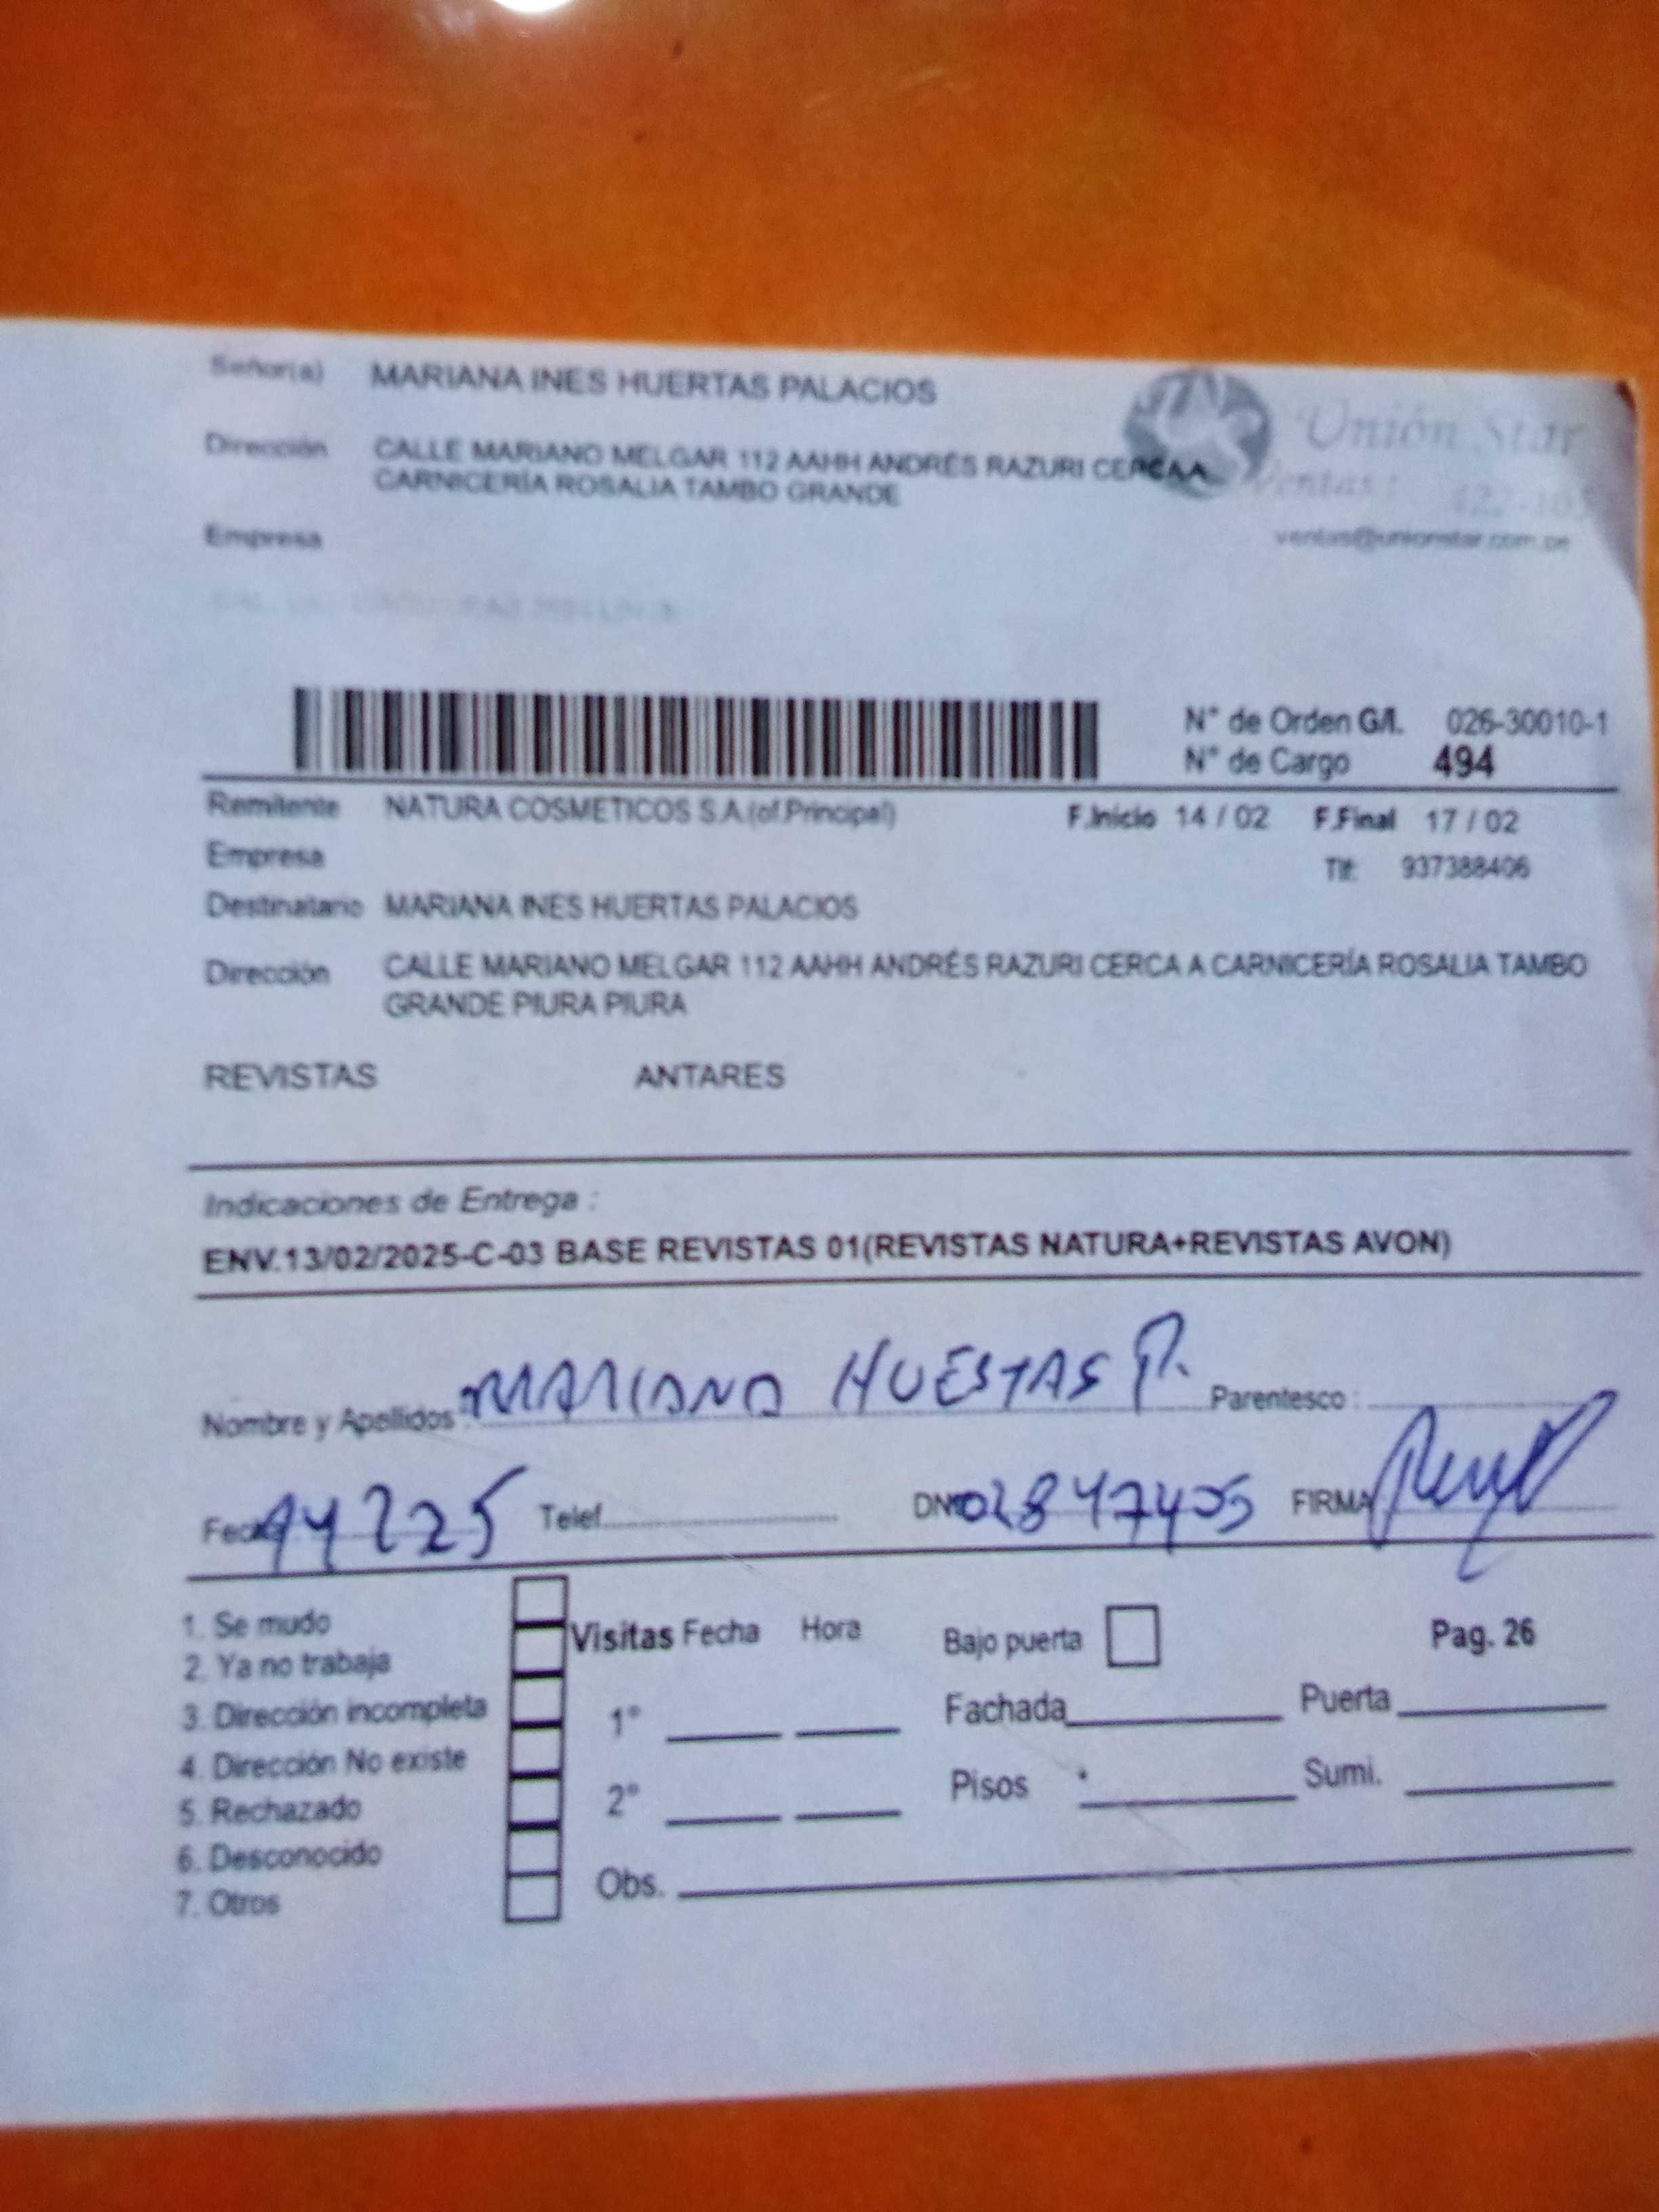 Señor(a) MARIANA INES HUERTAS PALACIOS
Unión Star
Dirección CALLE MARIANO MELGAR 112 AAHH ANDRÉS RAZURI CERCA A
CARNICERÍA ROSALIA TAMBO GRANDE
Ventas: 422-105
Empresa
ventas@unionstar.com.pe
N° de Orden G/I. 026-30010-1
N° de Cargo 494
Remitente NATURA COSMETICOS S.A.(of.Principal) F.Inicio 14 / 02 F.Final 17 / 02
Empresa
Tlf: 937388406
Destinatario MARIANA INES HUERTAS PALACIOS
Dirección CALLE MARIANO MELGAR 112 AAHH ANDRÉS RAZURI CERCA A CARNICERÍA ROSALIA TAMBO
GRANDE PIURA PIURA
REVISTAS ANTARES
Indicaciones de Entrega :
ENV.13/02/2025-C-03 BASE REVISTAS 01(REVISTAS NATURA+REVISTAS AVON)
Nombre y Apellidos : MARIANA HUESTAS P. Parentesco :
Fecha 14 2 25 Telef. DNI 02847405 FIRMA
1. Se mudo
2. Ya no trabaja
3. Dirección incompleta
4. Dirección No existe
5. Rechazado
6. Desconocido
7. Otros
Visitas Fecha Hora
1°
2°
Obs.
Bajo puerta Pag. 26
Fachada Puerta
Pisos Sumi.